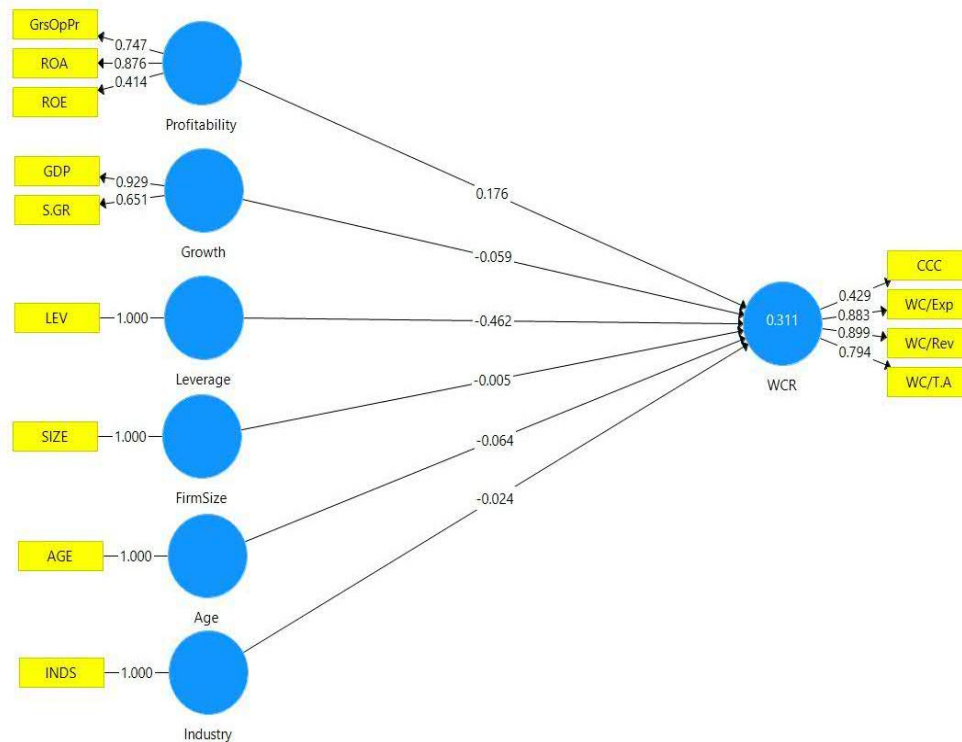 GrsOpPr
0.747
ROA
0.876
ROE
0.414
Profitability
GDP
0.929
S.GR
0.651
Growth
LEV
1.000
Leverage
SIZE
1.000
FirmSize
AGE
1.000
Age
INDS
1.000
Industry
0.176
-0.059
-0.462
-0.005
-0.064
-0.024
0.311
WCR
CCC
0.429
WC/Exp
0.883
WC/Rev
0.899
WC/T.A
0.794